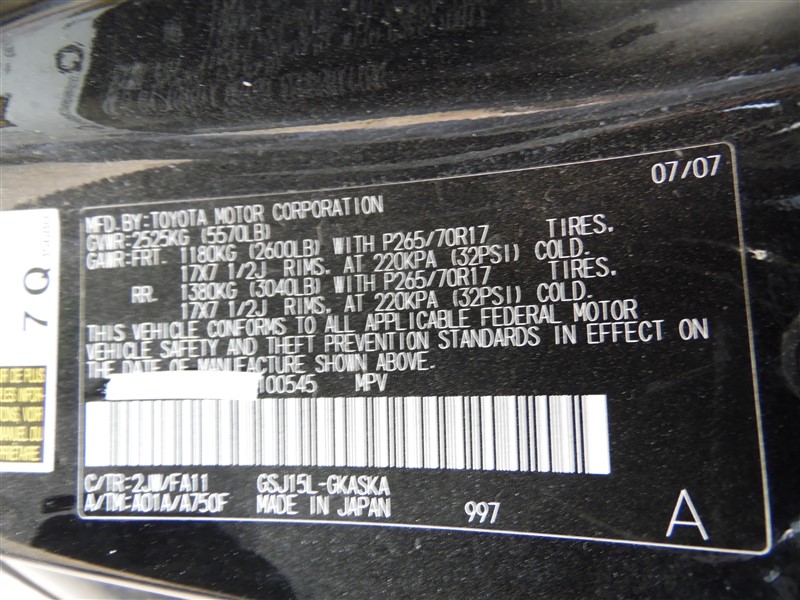 07/07
MFD.BY:TOYOTA MOTOR CORPORATION
GVWR:2525KG (5570LB)
GAWR:FRT. 1180KG (2600LB) WITH P265/70R17 TIRES.
17X7 1/2J RIMS. AT 220KPA (32PSI) COLD.
RR. 1380KG (3040LB) WITH P265/70R17 TIRES.
17X7 1/2J RIMS. AT 220KPA (32PSI) COLD.
THIS VEHICLE CONFORMS TO ALL APPLICABLE FEDERAL MOTOR
VEHICLE SAFETY AND THEFT PREVENTION STANDARDS IN EFFECT ON
THE DATE OF MANUFACTURE SHOWN ABOVE.
100545 MPV
C/TR:2JW/FA11 GSJ15L-GKASKA
A/TM:A01A/A750F MADE IN JAPAN 997 A
7 Q
DE PLUS